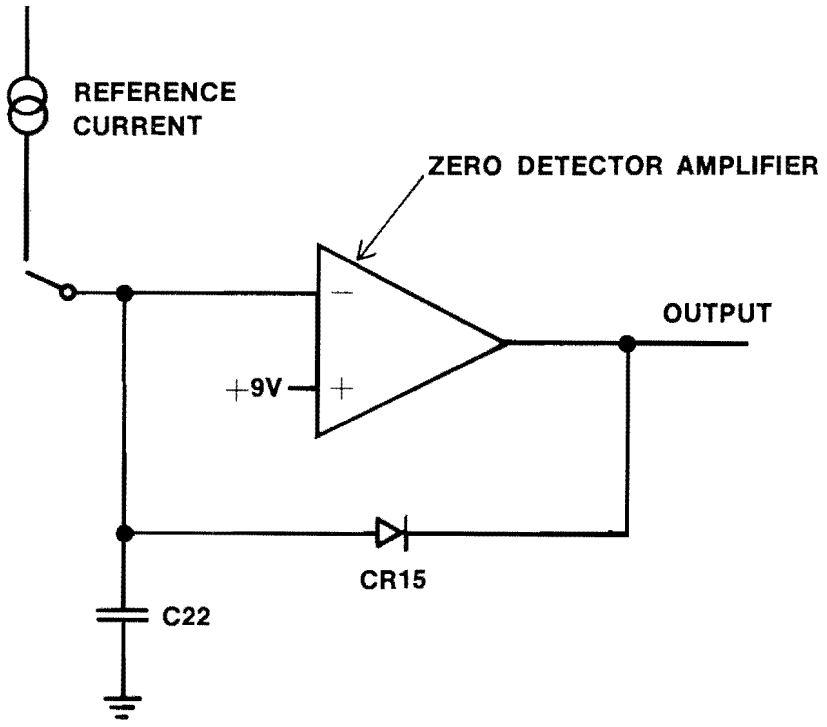 REFERENCE
CURRENT
ZERO DETECTOR AMPLIFIER
−
OUTPUT
+9V
+
CR15
C22